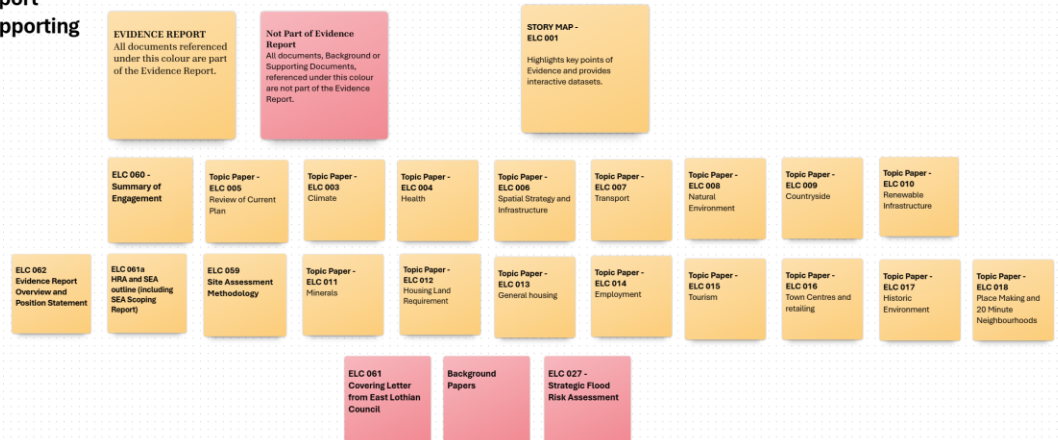 port
pporting
EVIDENCE REPORT
All documents referenced
under this colour are part
of the Evidence Report.
Not Part of Evidence
Report
All documents, Background or
Supporting Documents,
referenced under this colour
are not part of the Evidence
Report.
STORY MAP -
ELC 001
Highlights key points of
Evidence and provides
interactive datasets.
ELC 060 -
Summary of
Engagement
Topic Paper -
ELC 005
Review of Current
Plan
Topic Paper -
ELC 003
Climate
Topic Paper -
ELC 004
Health
Topic Paper -
ELC 006
Spatial Strategy and
Infrastructure
Topic Paper -
ELC 007
Transport
Topic Paper -
ELC 008
Natural
Environment
Topic Paper -
ELC 009
Countryside
Topic Paper -
ELC 010
Renewable
Infrastructure
ELC 062
Evidence Report
Overview and
Position Statement
ELC 061a
HRA and SEA
outline (including
SEA Scoping
Report)
ELC 059
Site Assessment
Methodology
Topic Paper -
ELC 011
Minerals
Topic Paper -
ELC 012
Housing Land
Requirement
Topic Paper -
ELC 013
General housing
Topic Paper -
ELC 014
Employment
Topic Paper -
ELC 015
Tourism
Topic Paper -
ELC 016
Town Centres and
retailing
Topic Paper -
ELC 017
Historic
Environment
Topic Paper -
ELC 018
Place Making and
20 Minute
Neighbourhoods
ELC 061
Covering Letter
from East Lothian
Council
Background
Papers
ELC 027 -
Strategic Flood
Risk Assessment